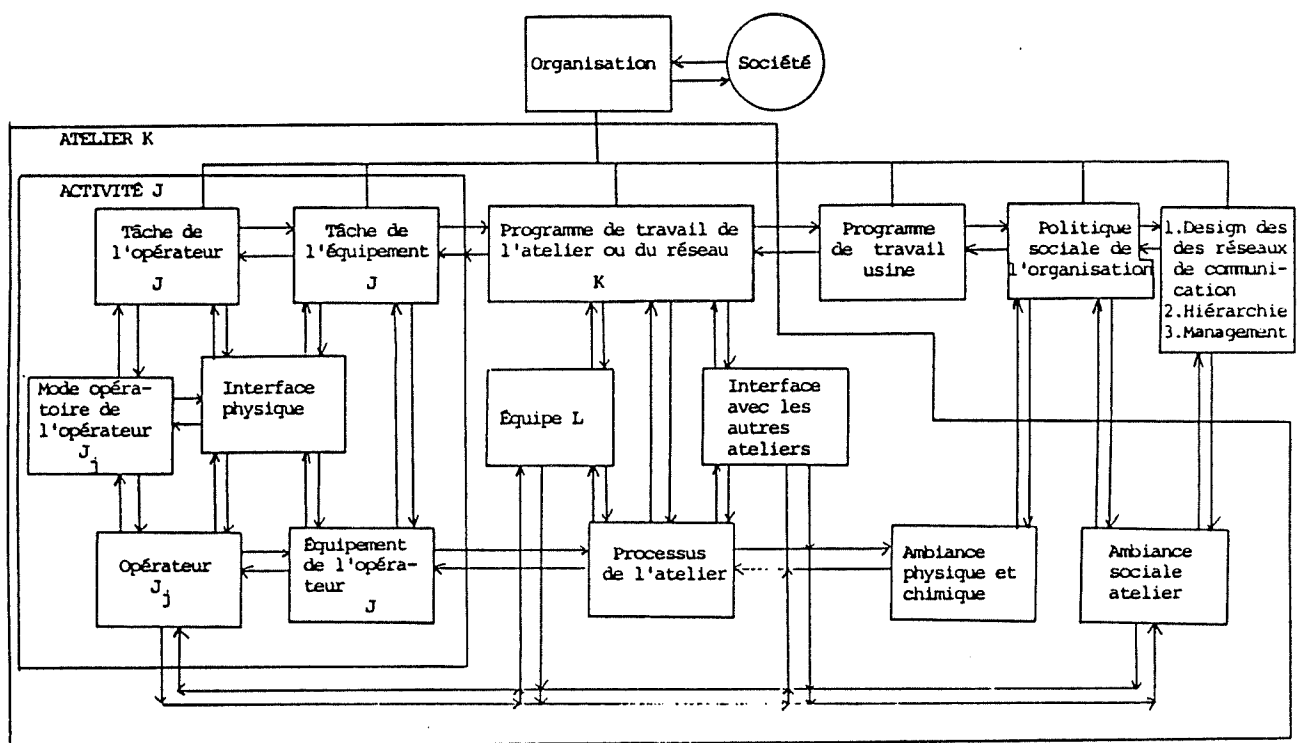 Organisation
Société
ATELIER K
ACTIVITÉ J
Tâche de
l'opérateur
J
Tâche de
l'équipement
J
Programme de travail de
l'atelier ou du réseau
K
Programme
de travail
usine
Politique
sociale de
l'organisation
1.Design des
des réseaux
de communi-
cation
2.Hiérarchie
3.Management
Mode opéra-
toire de
l'opérateur
Jj
Interface
physique
Équipe L
Interface
avec les
autres
ateliers
Opérateur
Jj
Équipement
de l'opéra-
teur
J
Processus
de l'atelier
Ambiance
physique et
chimique
Ambiance
sociale
atelier